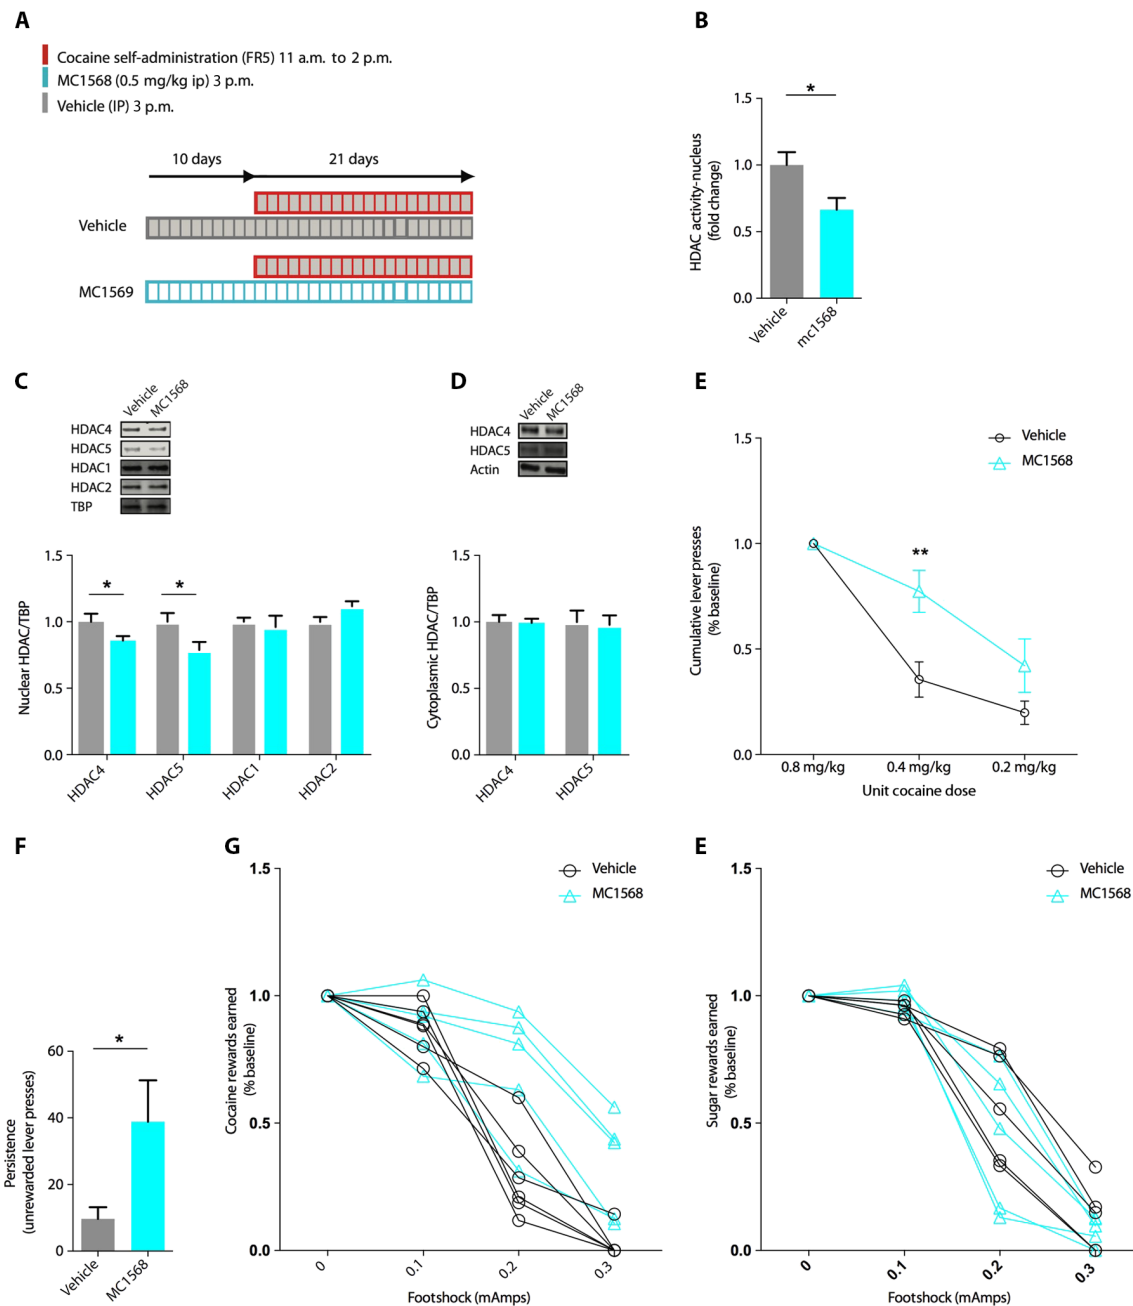 A
Cocaine self-administration (FR5) 11 a.m. to 2 p.m.
MC1568 (0.5 mg/kg ip) 3 p.m.
Vehicle (IP) 3 p.m.
10 days
21 days
Vehicle
MC1569
B
*
1.5
1.0
0.5
0.0
HDAC activity-nucleus
(fold change)
Vehicle
mc1568
C
Vehicle
MC1568
HDAC4
HDAC5
HDAC1
HDAC2
TBP
1.5
1.0
0.5
0.0
Nuclear HDAC/TBP
*
*
HDAC4
HDAC5
HDAC1
HDAC2
D
Vehicle
MC1568
HDAC4
HDAC5
Actin
1.5
1.0
0.5
0.0
Cytoplasmic HDAC/TBP
HDAC4
HDAC5
E
1.5
1.0
0.5
0.0
Cumulative lever presses
(% baseline)
Vehicle
MC1568
**
0.8 mg/kg
0.4 mg/kg
0.2 mg/kg
Unit cocaine dose
F
60
40
20
0
Persistence
(unrewarded lever presses)
*
Vehicle
MC1568
G
1.5
1.0
0.5
0.0
Cocaine rewards earned
(% baseline)
Vehicle
MC1568
0
0.1
0.2
0.3
Footshock (mAmps)
E
1.5
1.0
0.5
0.0
Sugar rewards earned
(% baseline)
Vehicle
MC1568
0
0.1
0.2
0.3
Footshock (mAmps)